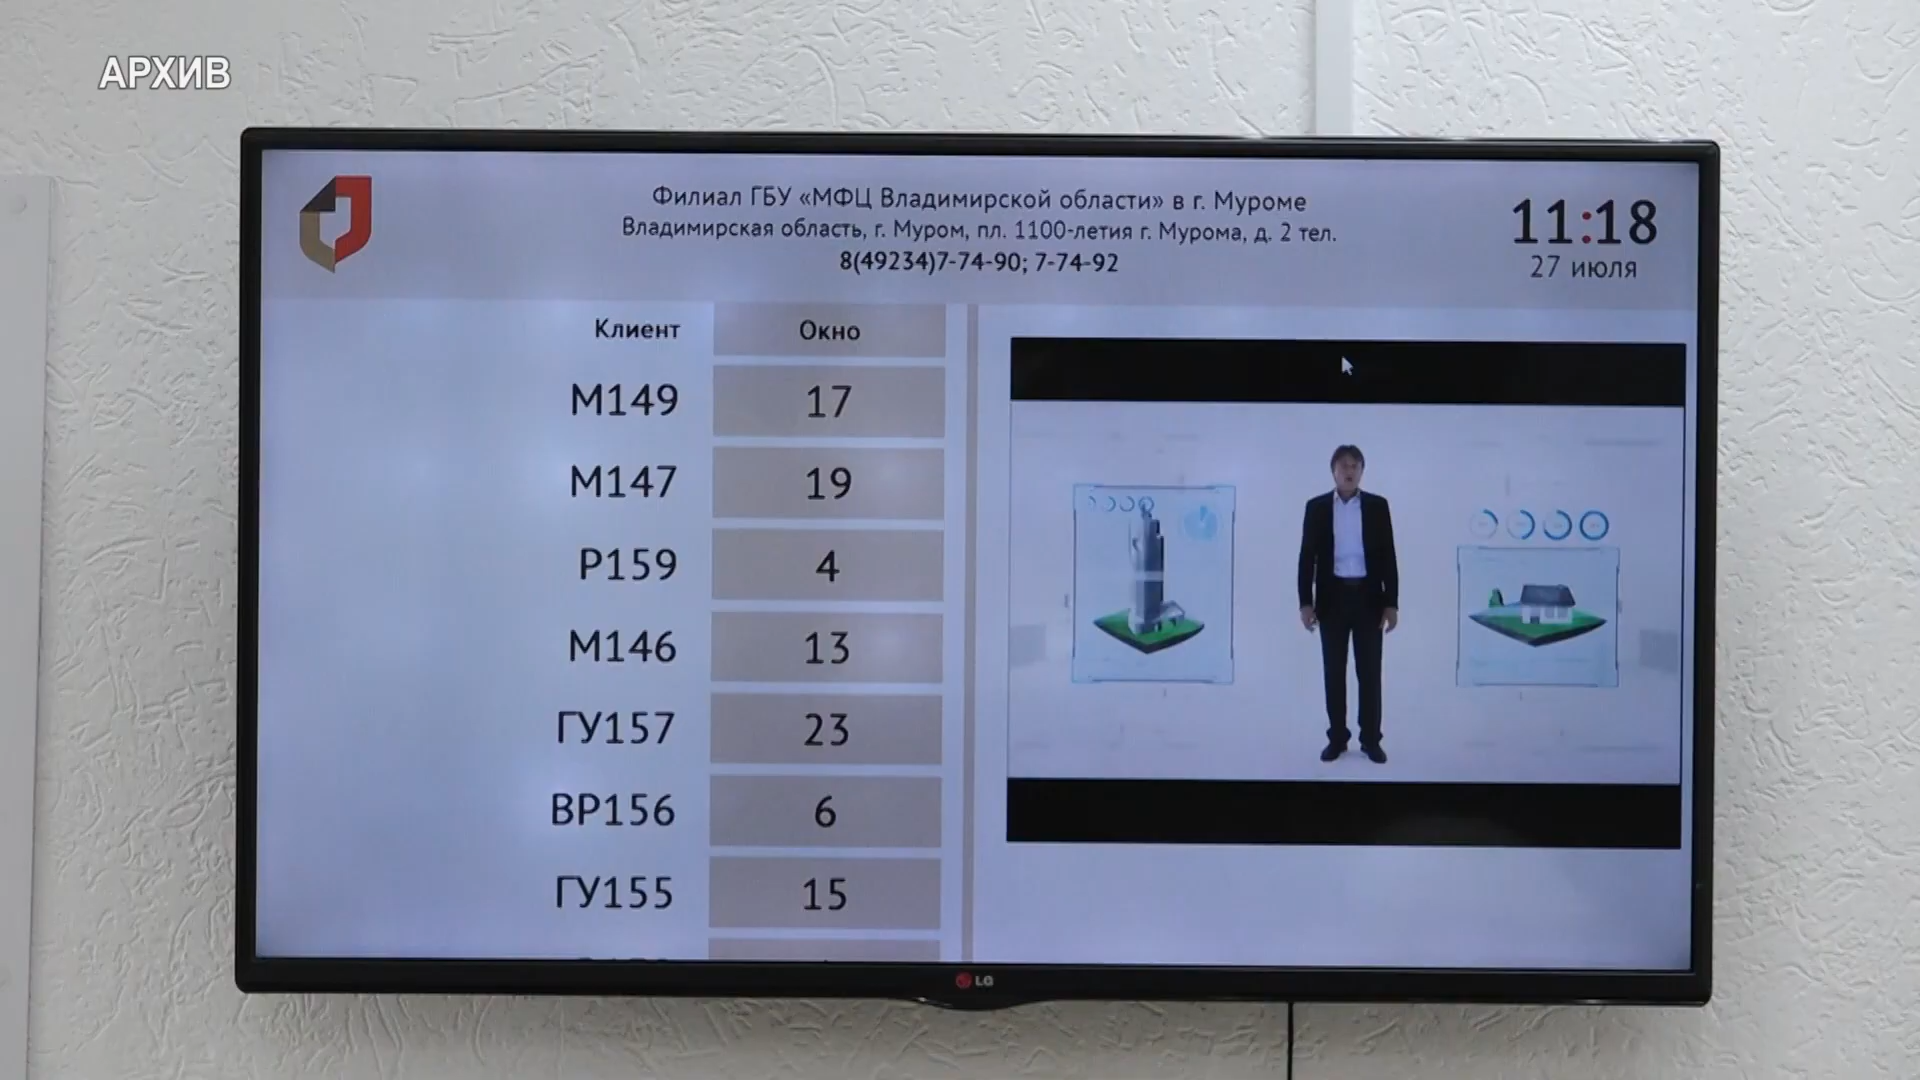 АРХИВ
Филиал ГБУ «МФЦ Владимирской области» в г. Муроме
Владимирская область, г. Муром, пл. 1100-летия г. Мурома, д. 2 тел.
8(49234)7-74-90; 7-74-92
11:18
27 июля
Клиент Окно
М149 17
М147 19
Р159 4
М146 13
ГУ157 23
ВР156 6
ГУ155 15
LG